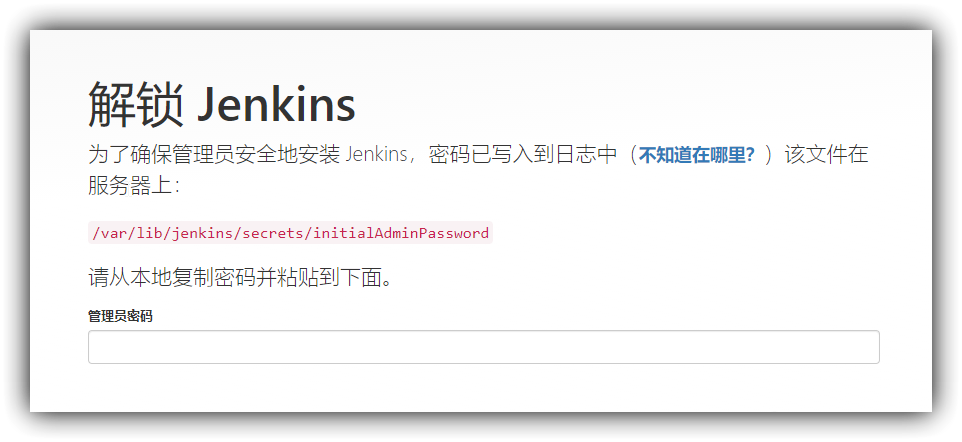 解锁 Jenkins
为了确保管理员安全地安装 Jenkins，密码已写入到日志中（不知道在哪里？）该文件在
服务器上：
/var/lib/jenkins/secrets/initialAdminPassword
请从本地复制密码并粘贴到下面。
管理员密码